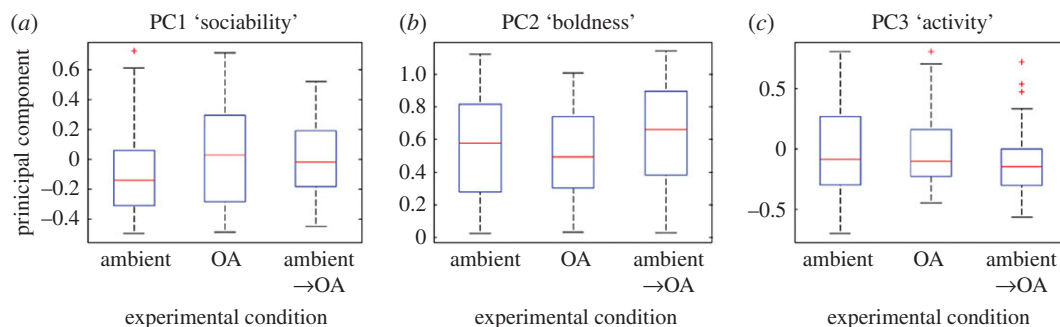 (a) PC1 ‘sociability’
(b) PC2 ‘boldness’
(c) PC3 ‘activity’
prinicipal component
0.6
0.4
0.2
0
−0.2
−0.4
ambient OA ambient
→OA
experimental condition
1.0
0.8
0.6
0.4
0.2
0
ambient OA ambient
→OA
experimental condition
0.5
0
−0.5
ambient OA ambient
→OA
experimental condition